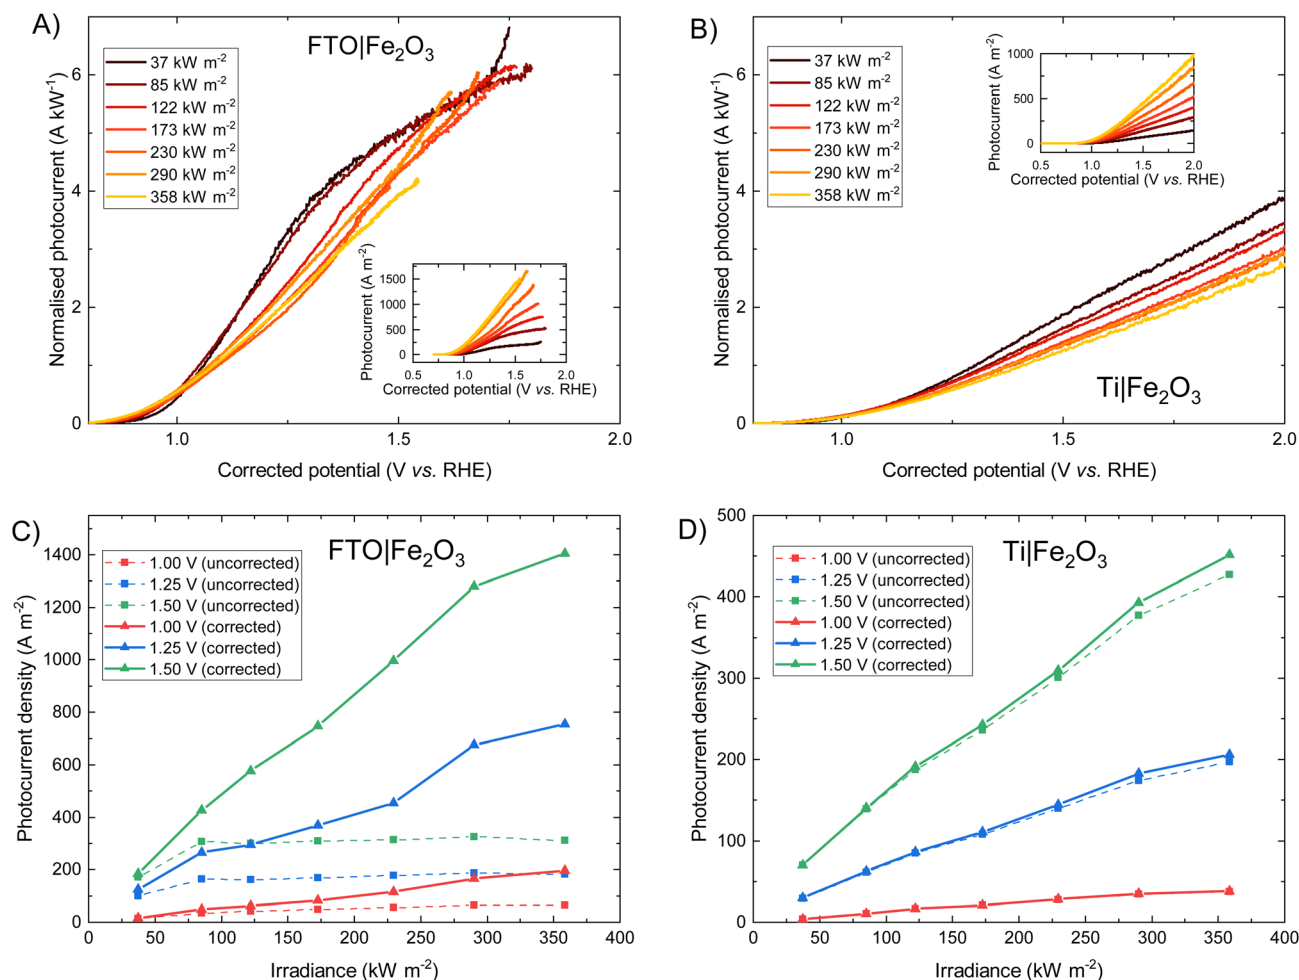 A)
FTO|Fe₂O₃
37 kW m⁻²
85 kW m⁻²
122 kW m⁻²
173 kW m⁻²
230 kW m⁻²
290 kW m⁻²
358 kW m⁻²
Normalised photocurrent (A kW⁻¹)
6
4
2
0
1.0
1.5
2.0
Corrected potential (V vs. RHE)
Photocurrent (A m⁻²)
1500
1000
500
0
0.5
1.0
1.5
2.0
Corrected potential (V vs. RHE)
B)
Ti|Fe₂O₃
37 kW m⁻²
85 kW m⁻²
122 kW m⁻²
173 kW m⁻²
230 kW m⁻²
290 kW m⁻²
358 kW m⁻²
Normalised photocurrent (A kW⁻¹)
6
4
2
0
1.0
1.5
2.0
Corrected potential (V vs. RHE)
Photocurrent (A m⁻²)
1000
500
0
0.5
1.0
1.5
2.0
Corrected potential (V vs. RHE)
C)
FTO|Fe₂O₃
1.00 V (uncorrected)
1.25 V (uncorrected)
1.50 V (uncorrected)
1.00 V (corrected)
1.25 V (corrected)
1.50 V (corrected)
Photocurrent density (A m⁻²)
1400
1200
1000
800
600
400
200
0
0
50
100
150
200
250
300
350
400
Irradiance (kW m⁻²)
D)
Ti|Fe₂O₃
1.00 V (uncorrected)
1.25 V (uncorrected)
1.50 V (uncorrected)
1.00 V (corrected)
1.25 V (corrected)
1.50 V (corrected)
Photocurrent density (A m⁻²)
500
400
300
200
100
0
0
50
100
150
200
250
300
350
400
Irradiance (kW m⁻²)